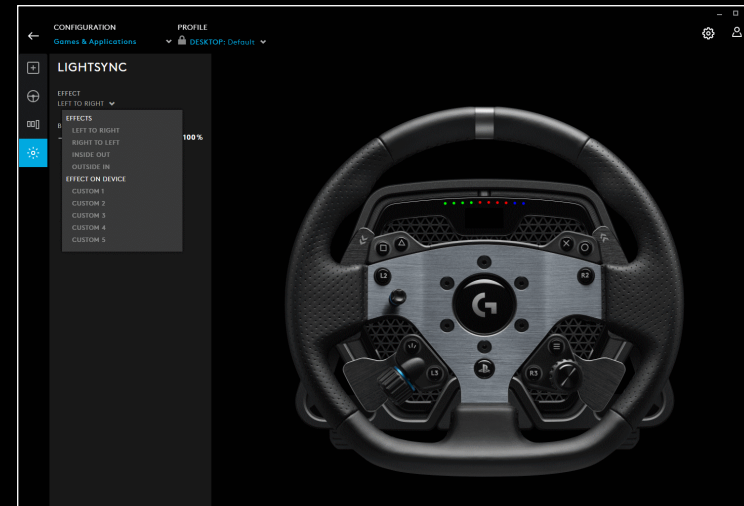 CONFIGURATION
PROFILE
Games & Applications
DESKTOP: Default
LIGHTSYNC
EFFECT
LEFT TO RIGHT
EFFECTS
LEFT TO RIGHT
RIGHT TO LEFT
INSIDE OUT
OUTSIDE IN
EFFECT ON DEVICE
CUSTOM 1
CUSTOM 2
CUSTOM 3
CUSTOM 4
CUSTOM 5
B
100%
L2
R2
G
L3
R3